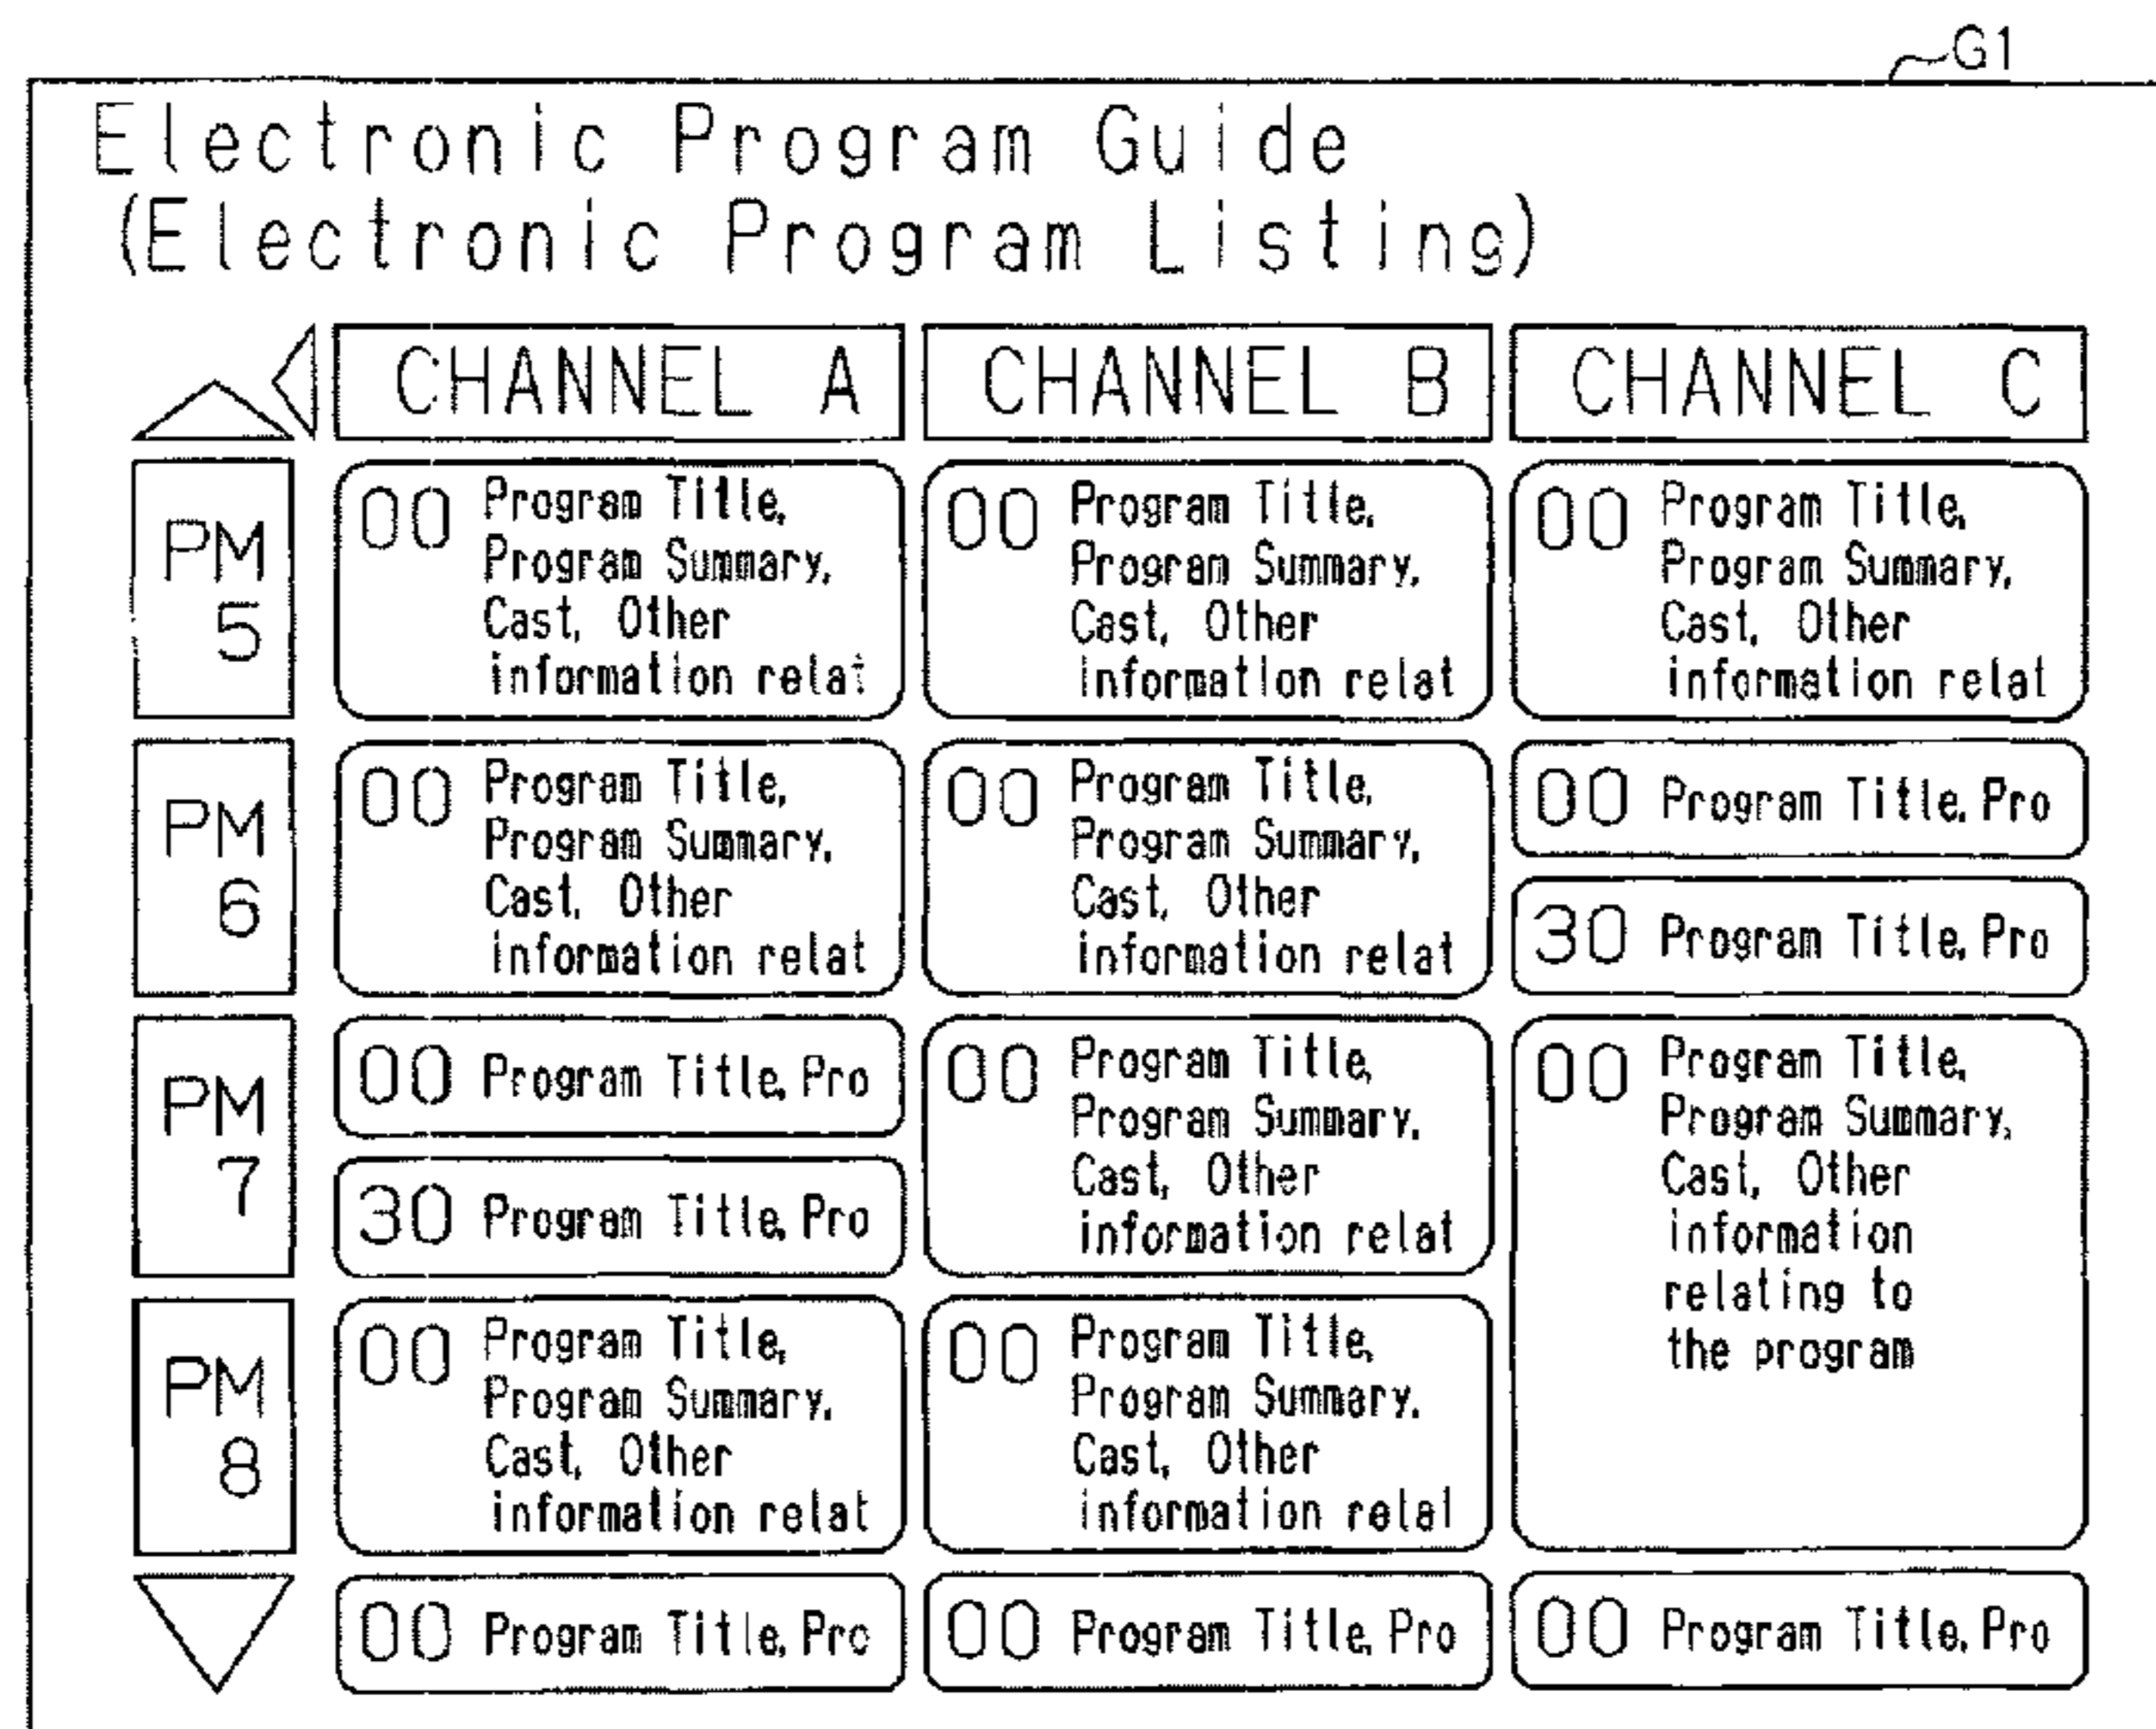 G1
Electronic Program Guide
(Electronic Program Listing)
CHANNEL A
CHANNEL B
CHANNEL C
PM
5
00 Program Title,
Program Summary,
Cast, Other
information relat
00 Program Title,
Program Summary,
Cast, Other
information relat
00 Program Title,
Program Summary,
Cast, Other
information relat
PM
6
00 Program Title,
Program Summary,
Cast, Other
information relat
00 Program Title,
Program Summary,
Cast, Other
information relat
00 Program Title, Pro
30 Program Title, Pro
PM
7
00 Program Title, Pro
30 Program Title, Pro
00 Program Title,
Program Summary,
Cast, Other
information relat
00 Program Title,
Program Summary,
Cast, Other
information
relating to
the program
PM
8
00 Program Title,
Program Summary,
Cast, Other
information relat
00 Program Title,
Program Summary,
Cast, Other
information relat
00 Program Title, Pro
00 Program Title, Pro
00 Program Title, Pro